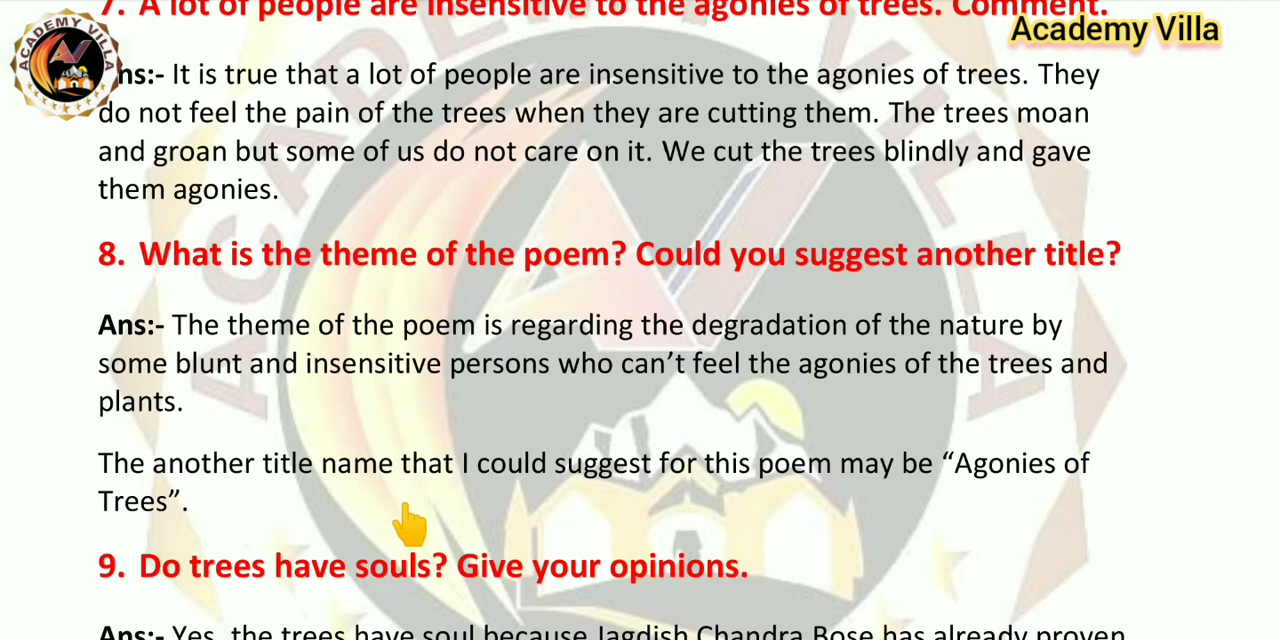 7. A lot of people are insensitive to the agonies of trees. Comment.
Academy Villa
ACADEMY VILLA
Ans:- It is true that a lot of people are insensitive to the agonies of trees. They
do not feel the pain of the trees when they are cutting them. The trees moan
and groan but some of us do not care on it. We cut the trees blindly and gave
them agonies.
8. What is the theme of the poem? Could you suggest another title?
Ans:- The theme of the poem is regarding the degradation of the nature by
some blunt and insensitive persons who can’t feel the agonies of the trees and
plants.
The another title name that I could suggest for this poem may be “Agonies of
Trees”.
9. Do trees have souls? Give your opinions.
Ans:- Yes, the trees have soul because Jagdish Chandra Bose has already proven
ACADEMY VILLA